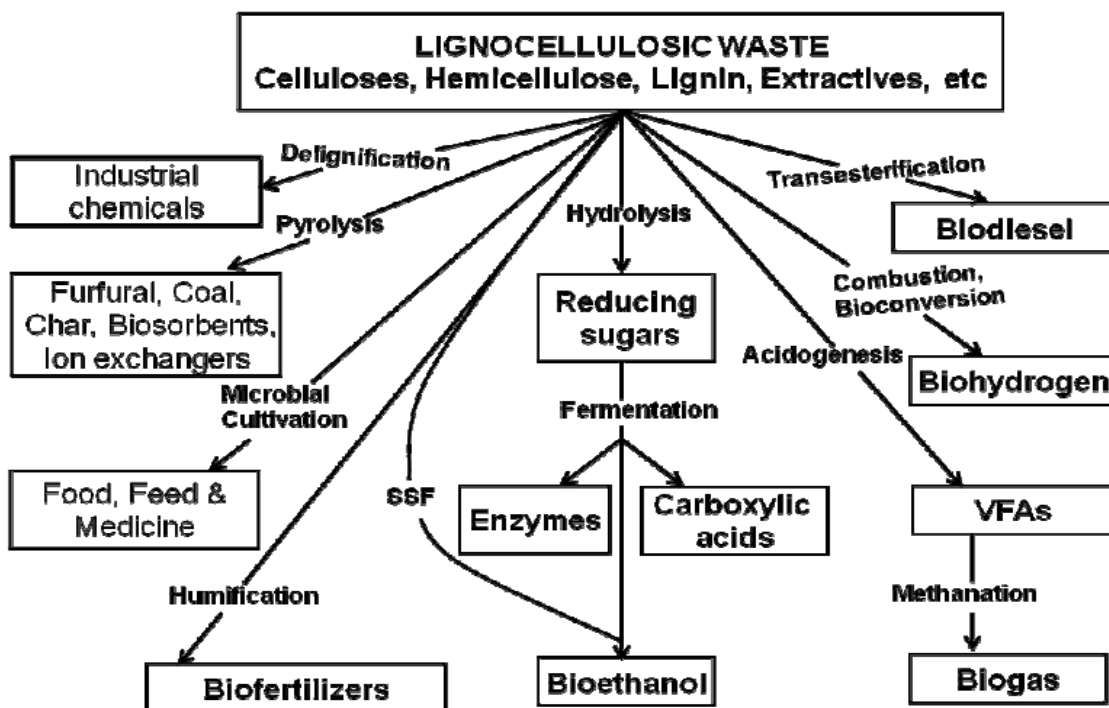 LIGNOCELLULOSIC WASTE
Celluloses, Hemicellulose, Lignin, Extractives, etc
Delignification
Transesterification
Industrial
chemicals
Pyrolysis
Hydrolysis
Biodiesel
Furfural, Coal,
Char, Biosorbents,
Ion exchangers
Reducing
sugars
Combustion,
Bioconversion
Acidogenesis
Biohydrogen
Microbial
Cultivation
Fermentation
Food, Feed &
Medicine
SSF
Enzymes
Carboxylic
acids
VFAs
Humification
Methanation
Biofertilizers
Bioethanol
Biogas